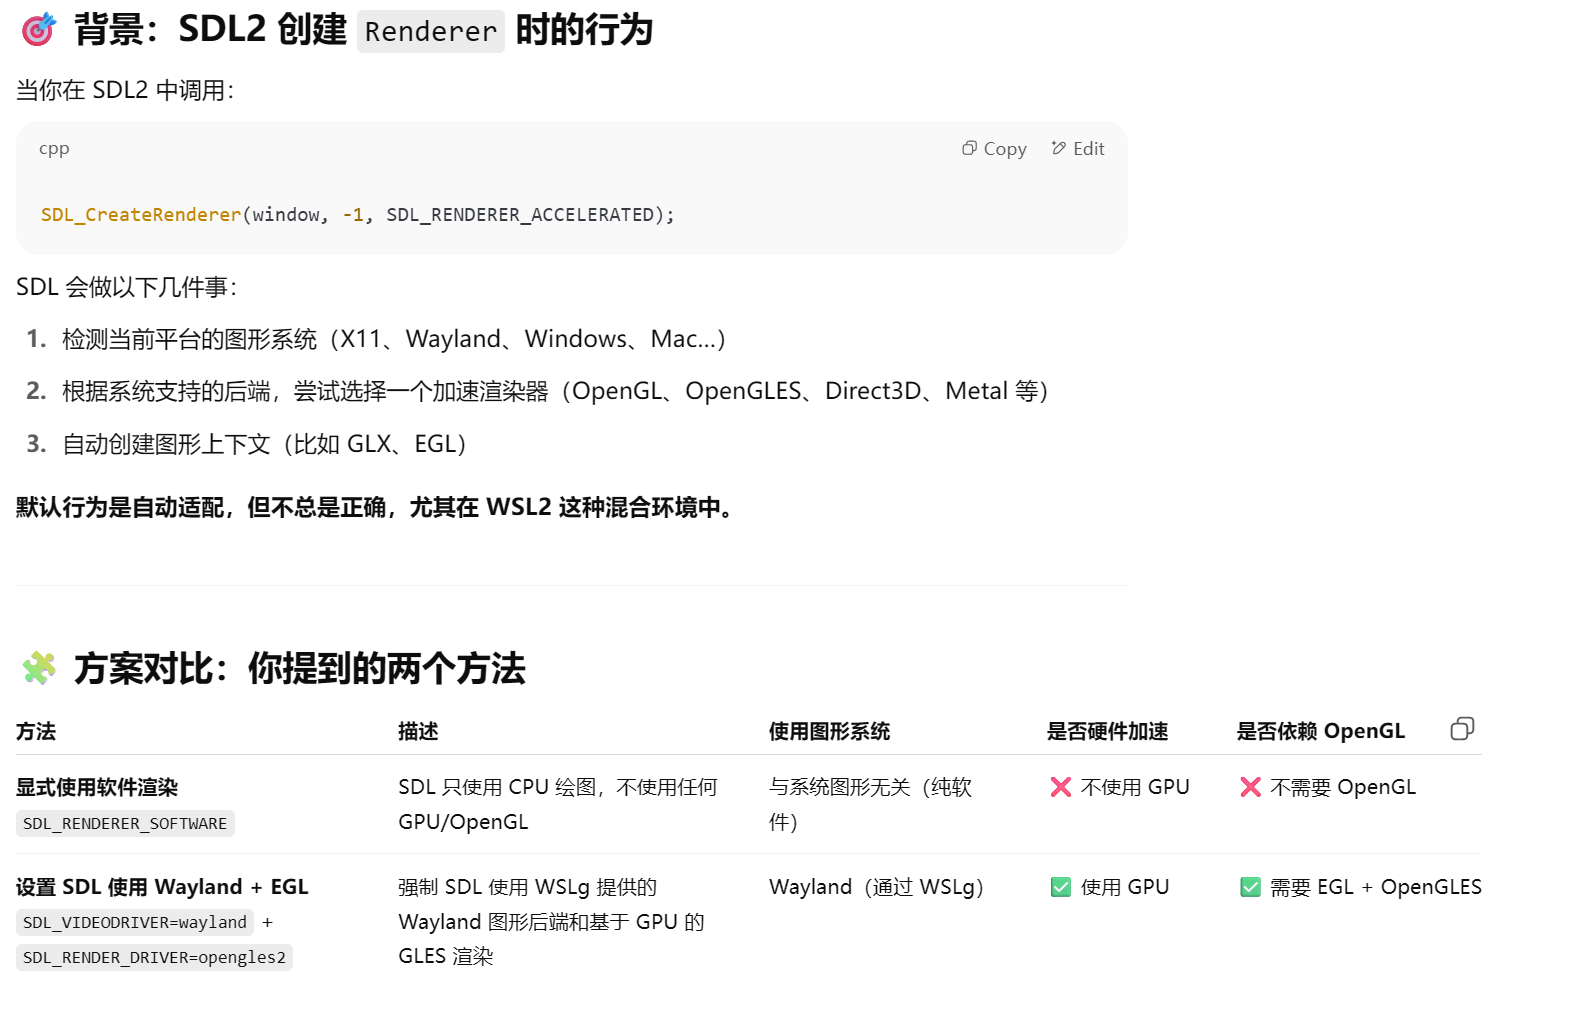 🎯 背景：SDL2 创建 Renderer 时的行为
当你在 SDL2 中调用：
cpp
Copy Edit
SDL_CreateRenderer(window, -1, SDL_RENDERER_ACCELERATED);
SDL 会做以下几件事：
1. 检测当前平台的图形系统（X11、Wayland、Windows、Mac...）
2. 根据系统支持的后端，尝试选择一个加速渲染器（OpenGL、OpenGLES、Direct3D、Metal 等）
3. 自动创建图形上下文（比如 GLX、EGL）
默认行为是自动适配，但不总是正确，尤其在 WSL2 这种混合环境中。
🧩 方案对比：你提到的两个方法
方法 描述 使用图形系统 是否硬件加速 是否依赖 OpenGL
显式使用软件渲染
SDL_RENDERER_SOFTWARE
SDL 只使用 CPU 绘图，不使用任何
GPU/OpenGL
与系统图形无关（纯软
件）
❌ 不使用 GPU
❌ 不需要 OpenGL
设置 SDL 使用 Wayland + EGL
SDL_VIDEODRIVER=wayland +
SDL_RENDER_DRIVER=opengles2
强制 SDL 使用 WSLg 提供的
Wayland 图形后端和基于 GPU 的
GLES 渲染
Wayland（通过 WSLg）
✅ 使用 GPU
✅ 需要 EGL + OpenGLES